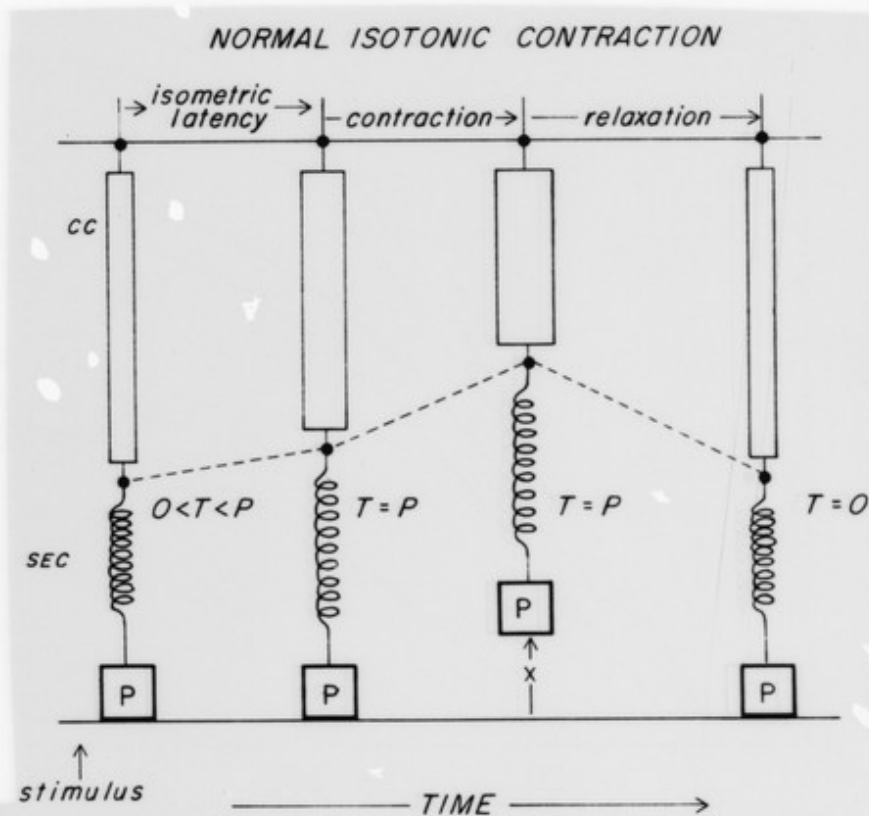 NORMAL ISOTONIC CONTRACTION
isometric
latency
contraction
relaxation
CC
O<T<P
T=P
T=P
T=O
SEC
P
P
P
P
x
stimulus
TIME